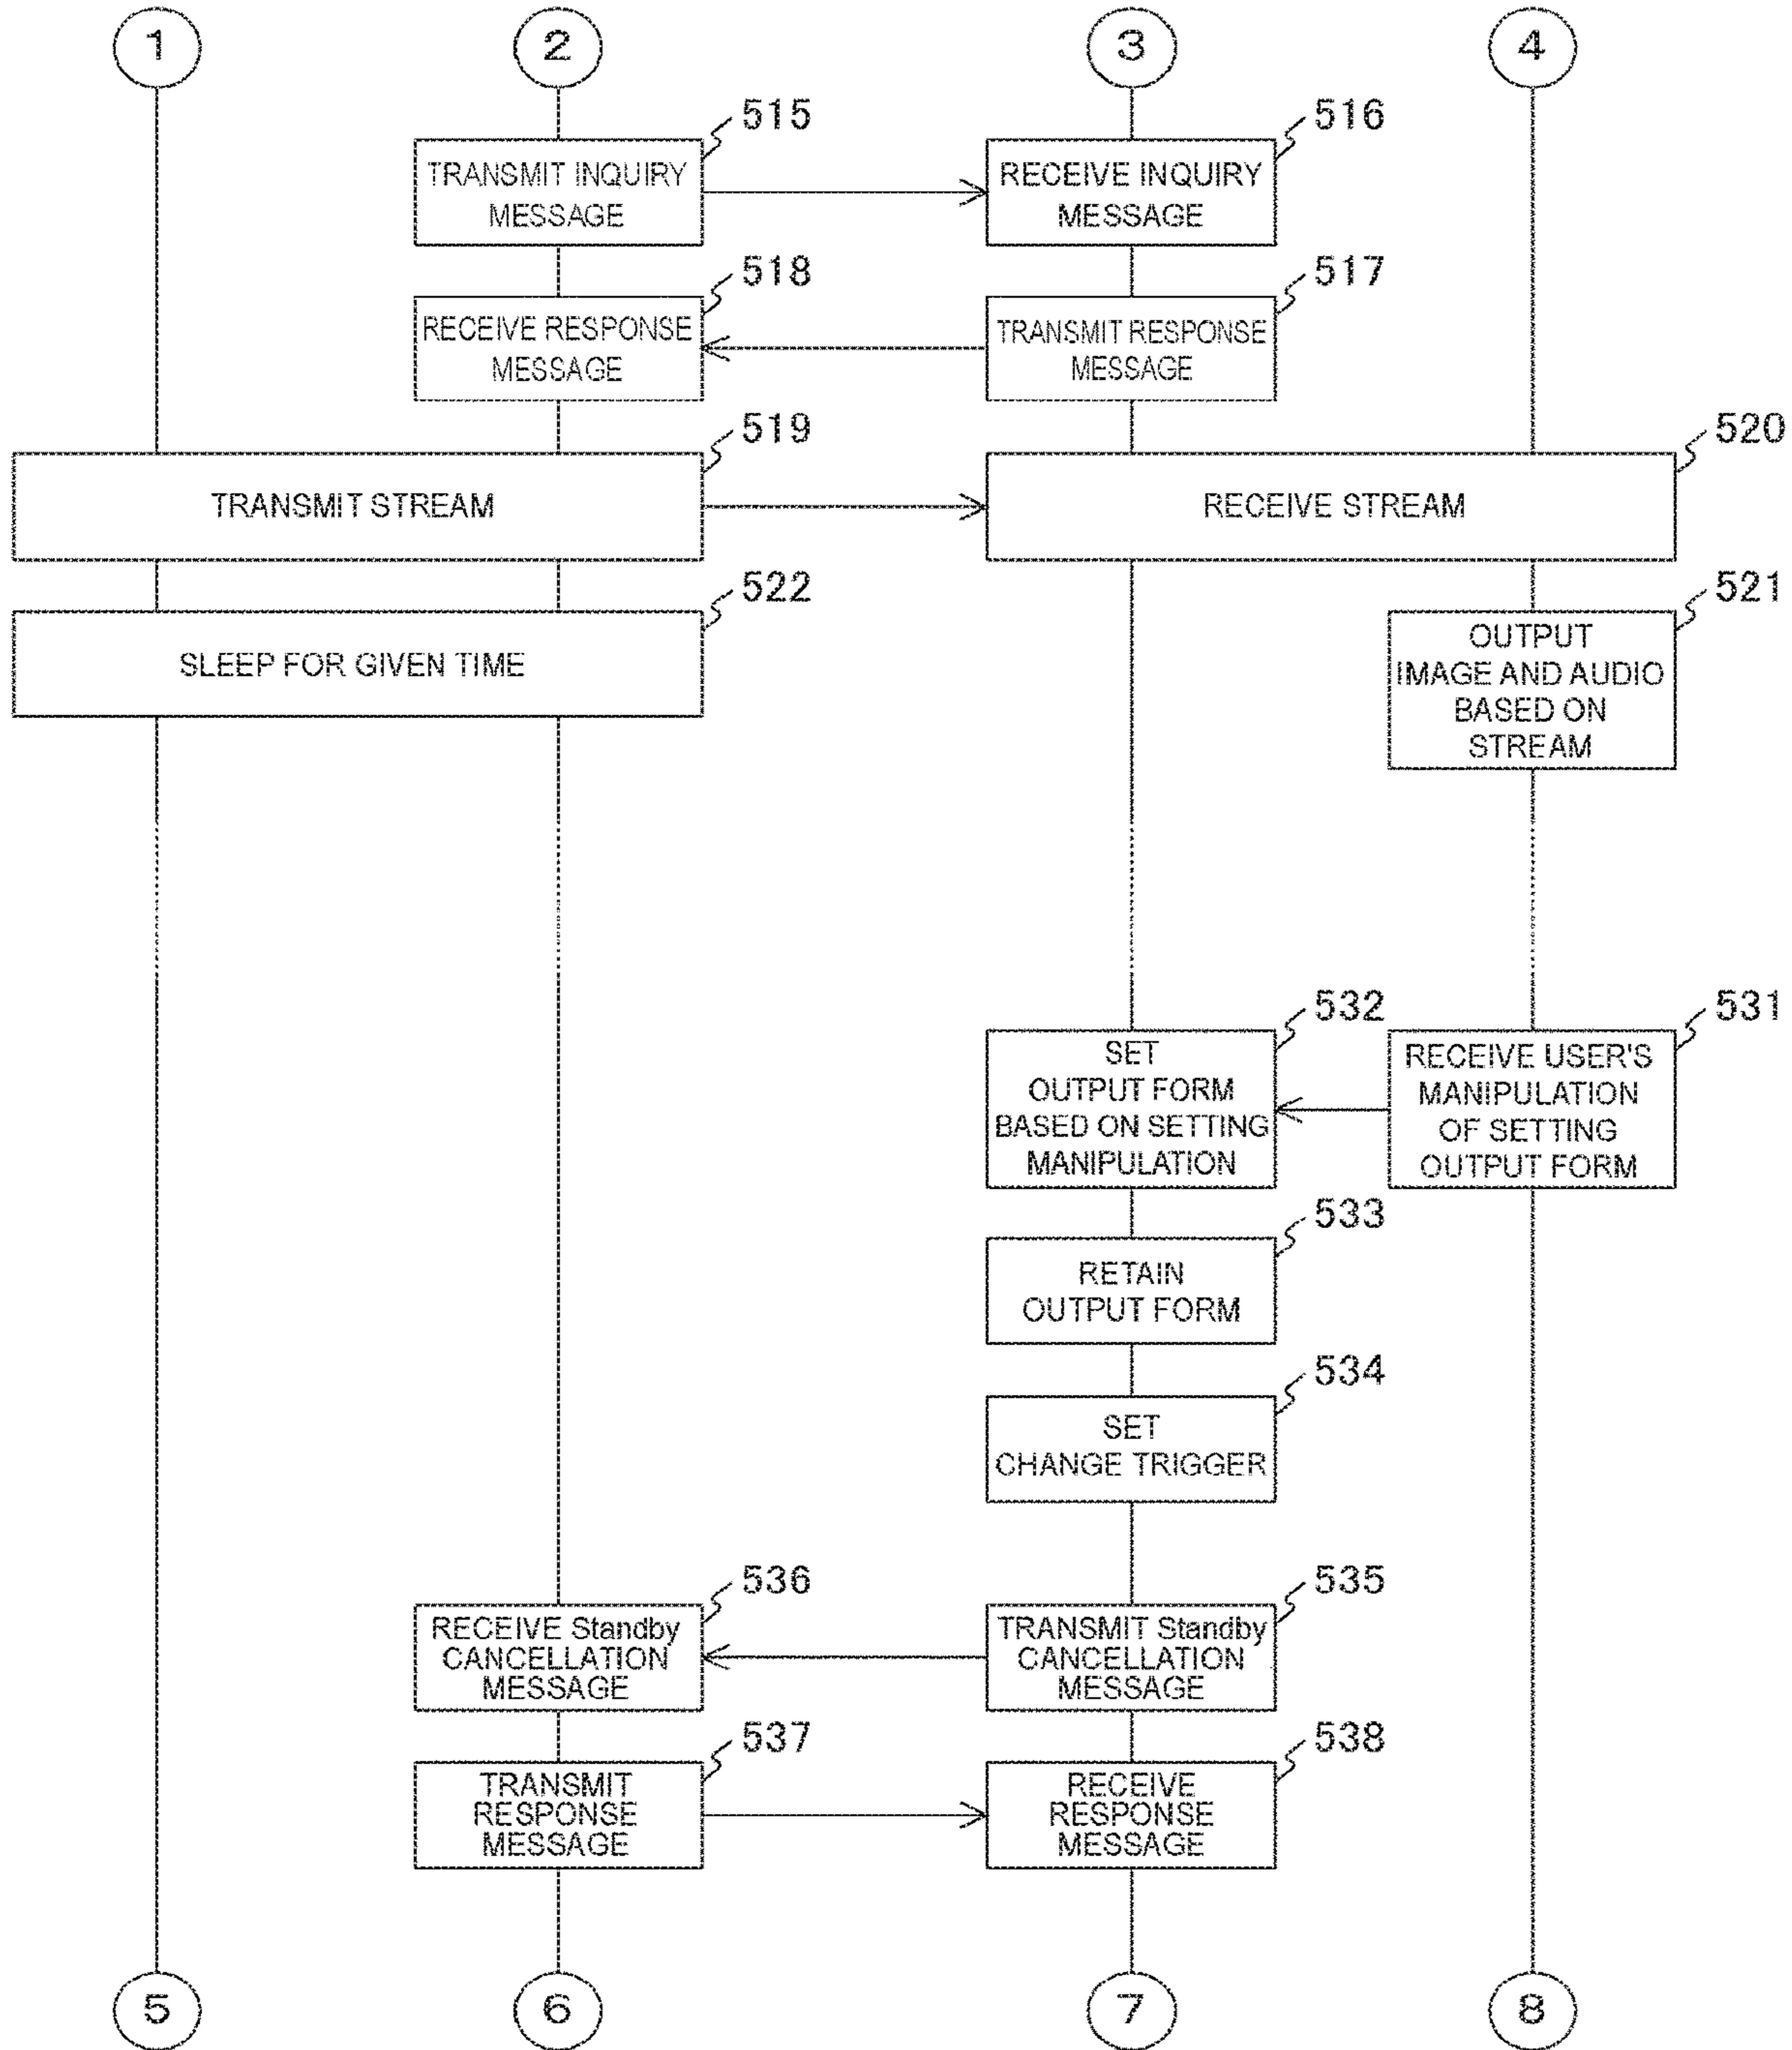 1
2
3
4
515
516
TRANSMIT INQUIRY
MESSAGE
RECEIVE INQUIRY
MESSAGE
518
517
RECEIVE RESPONSE
MESSAGE
TRANSMIT RESPONSE
MESSAGE
519
520
TRANSMIT STREAM
RECEIVE STREAM
522
521
SLEEP FOR GIVEN TIME
OUTPUT
IMAGE AND AUDIO
BASED ON
STREAM
532
531
SET
OUTPUT FORM
BASED ON SETTING
MANIPULATION
RECEIVE USER'S
MANIPULATION
OF SETTING
OUTPUT FORM
533
RETAIN
OUTPUT FORM
534
SET
CHANGE TRIGGER
536
535
RECEIVE Standby
CANCELLATION
MESSAGE
TRANSMIT Standby
CANCELLATION
MESSAGE
537
538
TRANSMIT
RESPONSE
MESSAGE
RECEIVE
RESPONSE
MESSAGE
5
6
7
8